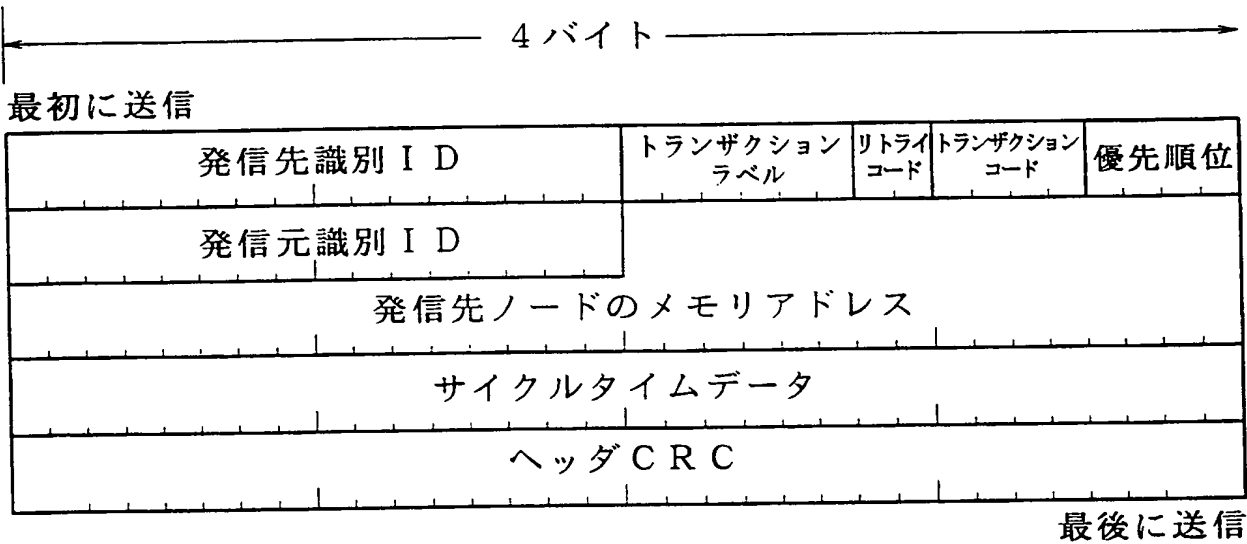 4バイト
最初に送信
発信先識別ID
トランザクション
ラベル
リトライ
コード
トランザクション
コード
優先順位
発信元識別ID
発信先ノードのメモリアドレス
サイクルタイムデータ
ヘッダCRC
最後に送信